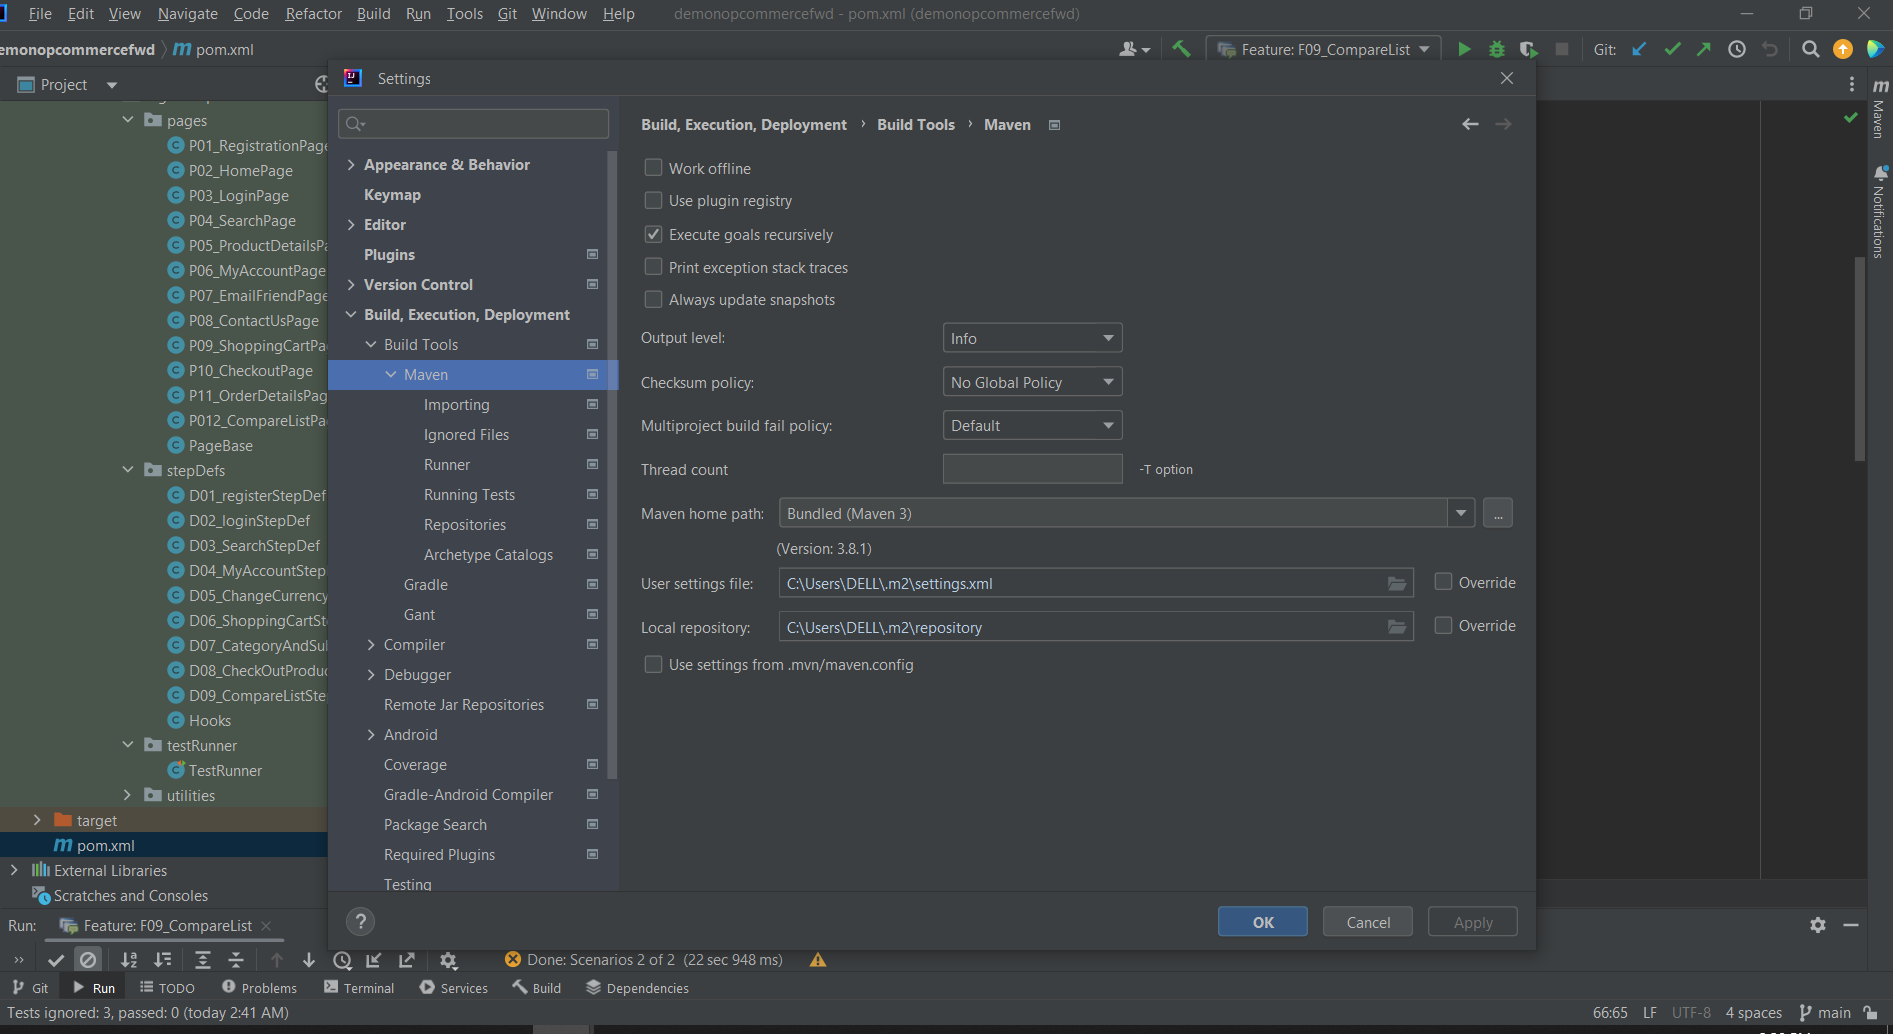 File Edit View Navigate Code Refactor Build Run Tools Git Window Help demonopcommercefwd - pom.xml (demonopcommercefwd)
emonopcommercefwd m pom.xml Feature: F09_CompareList Git:
Project
Settings
pages
P01_RegistrationPage
P02_HomePage
P03_LoginPage
P04_SearchPage
P05_ProductDetailsPa
P06_MyAccountPage
P07_EmailFriendPage
P08_ContactUsPage
P09_ShoppingCartPa
P10_CheckoutPage
P11_OrderDetailsPag
P012_CompareListPa
PageBase
stepDefs
D01_registerStepDef
D02_loginStepDef
D03_SearchStepDef
D04_MyAccountStep
D05_ChangeCurrency
D06_ShoppingCartSt
D07_CategoryAndSu
D08_CheckOutProdu
D09_CompareListSte
Hooks
testRunner
TestRunner
utilities
target
m pom.xml
External Libraries
Scratches and Consoles
Appearance & Behavior
Keymap
Editor
Plugins
Version Control
Build, Execution, Deployment
Build Tools
Maven
Importing
Ignored Files
Runner
Running Tests
Repositories
Archetype Catalogs
Gradle
Gant
Compiler
Debugger
Remote Jar Repositories
Android
Coverage
Gradle-Android Compiler
Package Search
Required Plugins
Testing
Build, Execution, Deployment › Build Tools › Maven
Work offline
Use plugin registry
Execute goals recursively
Print exception stack traces
Always update snapshots
Output level: Info
Checksum policy: No Global Policy
Multiproject build fail policy: Default
Thread count -T option
Maven home path: Bundled (Maven 3) ...
(Version: 3.8.1)
User settings file: C:\Users\DELL\.m2\settings.xml Override
Local repository: C:\Users\DELL\.m2\repository Override
Use settings from .mvn/maven.config
? OK Cancel Apply
m Maven
Notifications
Run: Feature: F09_CompareList
Done: Scenarios 2 of 2 (22 sec 948 ms)
Git Run TODO Problems Terminal Services Build Dependencies
Tests ignored: 3, passed: 0 (today 2:41 AM) 66:65 LF UTF-8 4 spaces main